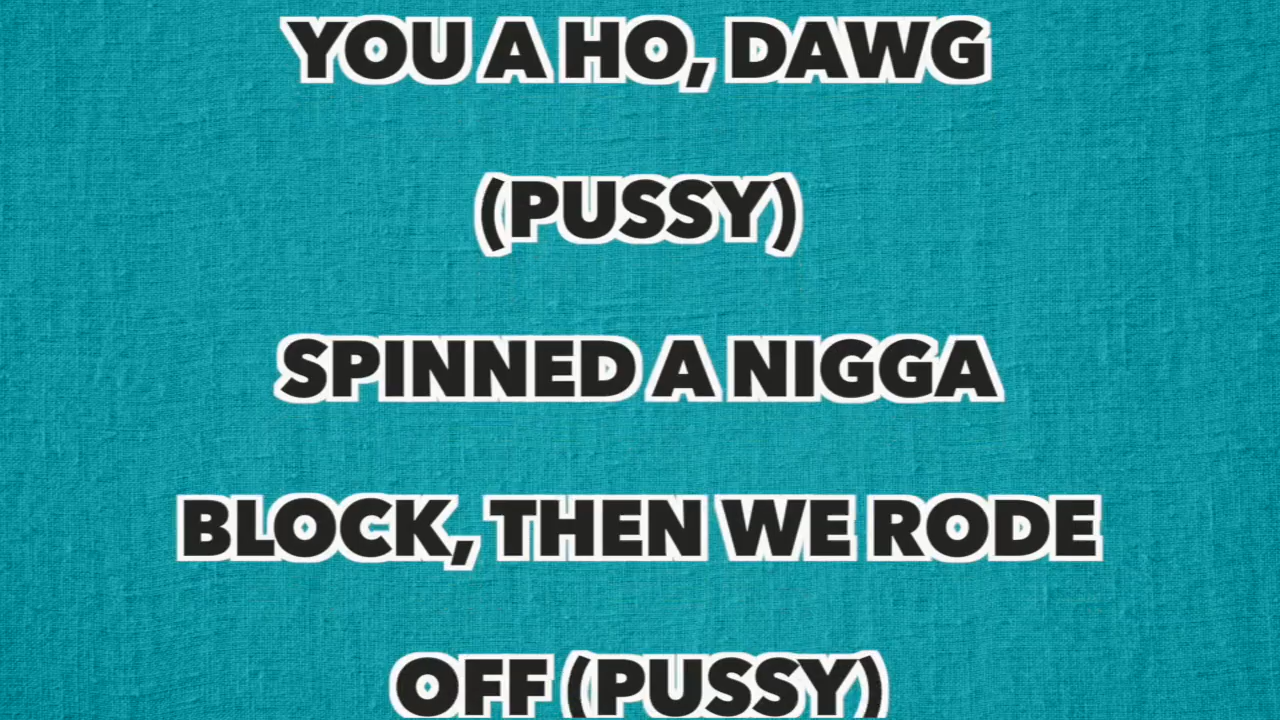 YOU A HO, DAWG
(PUSSY)
SPINNED A NIGGA
BLOCK, THEN WE RODE
OFF (PUSSY)